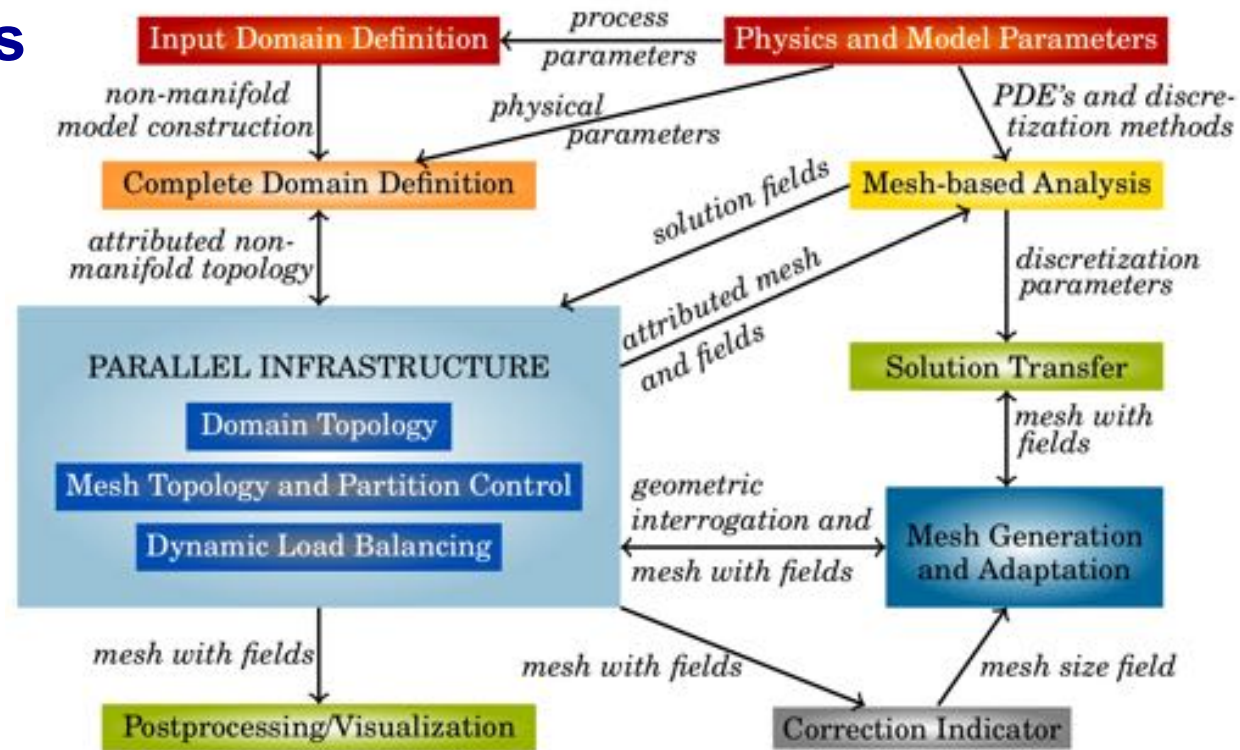 s
Input Domain Definition
process
parameters
Physics and Model Parameters
non-manifold
model construction
physical
parameters
PDE's and discre-
tization methods
Complete Domain Definition
solution fields
Mesh-based Analysis
attributed non-
manifold topology
attributed mesh
and fields
discretization
parameters
PARALLEL INFRASTRUCTURE
Solution Transfer
Domain Topology
mesh with
fields
Mesh Topology and Partition Control
geometric
interrogation and
mesh with fields
Dynamic Load Balancing
Mesh Generation
and Adaptation
mesh with fields
mesh with fields
mesh size field
Postprocessing/Visualization
Correction Indicator